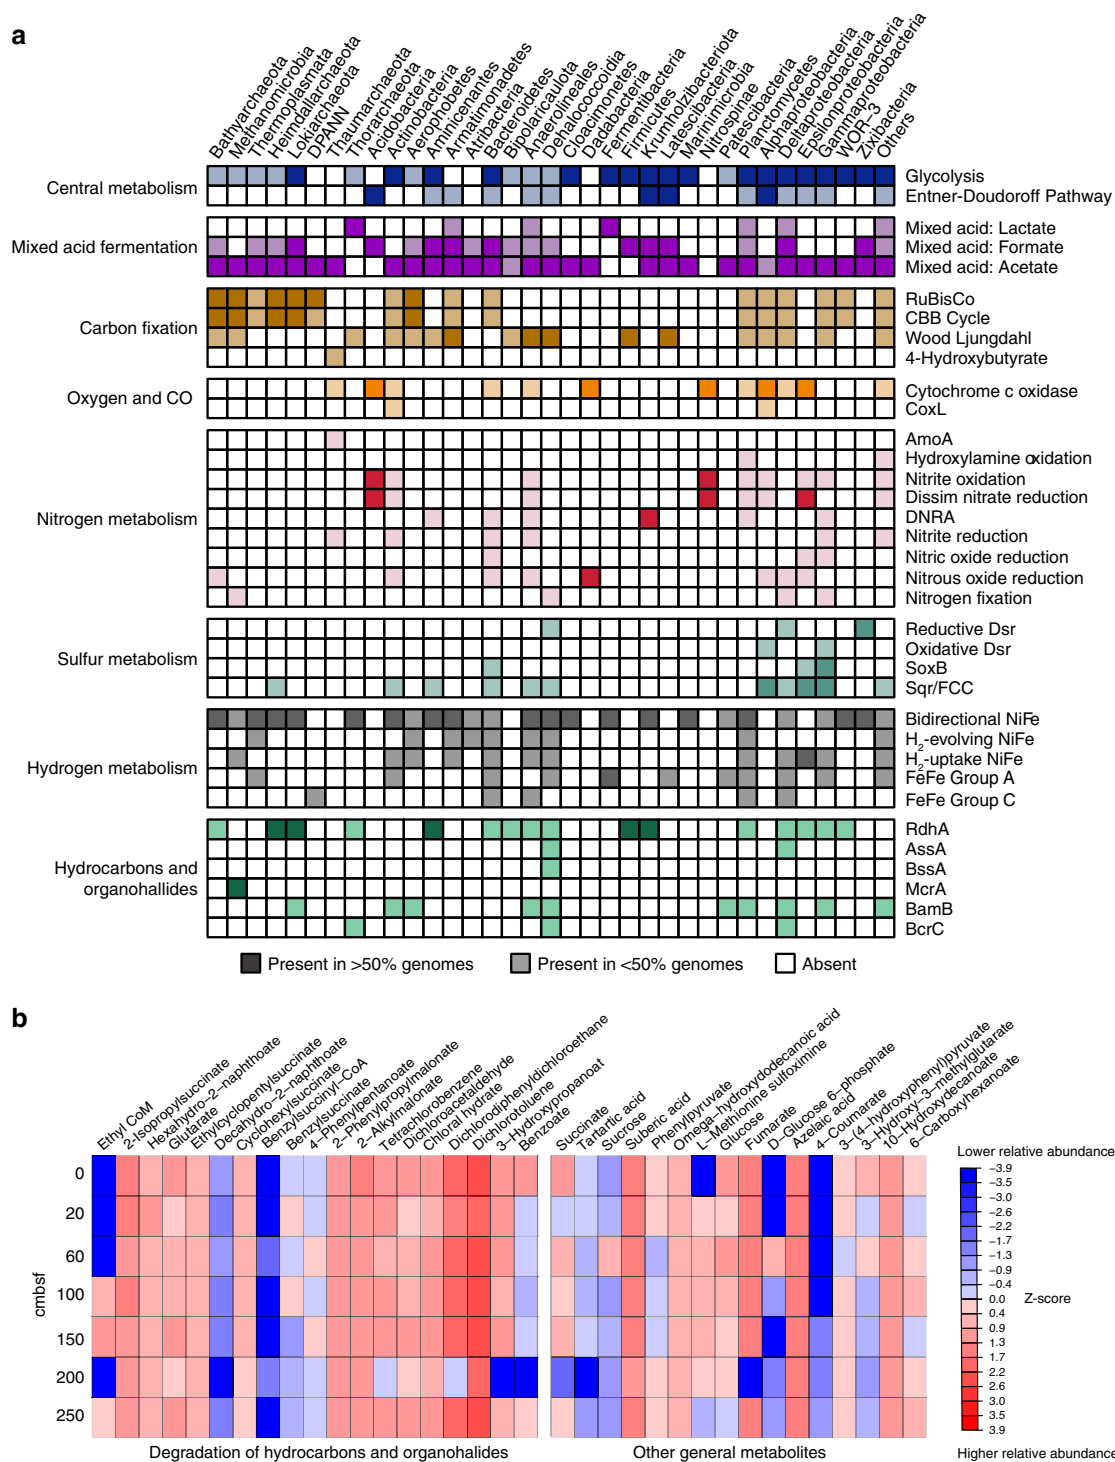 a
Bathyarchaeota
Methanomicrobia
Thermoplasmata
Heimdallarchaeota
Lokiarchaeota
DPANN
Thaumarchaeota
Thorarchaeota
Acidobacteria
Actinobacteria
Aerophobetes
Aminicenantes
Armatimonadetes
Atribacteria
Bacteroidetes
Bipolaricaulota
Anaerolineales
Dehalococcoidia
Cloacimonetes
Dadabacteria
Fermentibacteria
Firmicutes
Krumholzibacteriota
Latescibacteria
Marinimicrobia
Nitrospinae
Patescibacteria
Planctomycetes
Alphaproteobacteria
Deltaproteobacteria
Epsilonproteobacteria
Gammaproteobacteria
WOR-3
Zixibacteria
Others
Central metabolism
Glycolysis
Entner-Doudoroff Pathway
Mixed acid fermentation
Mixed acid: Lactate
Mixed acid: Formate
Mixed acid: Acetate
Carbon fixation
RuBisCo
CBB Cycle
Wood Ljungdahl
4-Hydroxybutyrate
Oxygen and CO
Cytochrome c oxidase
CoxL
Nitrogen metabolism
AmoA
Hydroxylamine oxidation
Nitrite oxidation
Dissim nitrate reduction
DNRA
Nitrite reduction
Nitric oxide reduction
Nitrous oxide reduction
Nitrogen fixation
Sulfur metabolism
Reductive Dsr
Oxidative Dsr
SoxB
Sqr/FCC
Hydrogen metabolism
Bidirectional NiFe
H2-evolving NiFe
H2-uptake NiFe
FeFe Group A
FeFe Group C
Hydrocarbons and
organohallides
RdhA
AssA
BssA
McrA
BamB
BcrC
Present in >50% genomes
Present in <50% genomes
Absent
b
Ethyl CoM
2-Isopropylsuccinate
Hexahydro-2-naphthoate
Glutarate
Ethylcyclopentylsuccinate
Decahydro-2-naphthoate
Cyclohexylsuccinate
Benzylsuccinyl-CoA
Benzylsuccinate
4-Phenylpentanoate
2-Phenylpropylmalonate
2-Alkylmalonate
Tetrachlorobenzene
Dichloroacetaldehyde
Chloral hydrate
Dichlorodiphenyldichloroethane
Dichlorotoluene
3-Hydroxypropanoat
Benzoate
Succinate
Tartartic acid
Sucrose
Suberic acid
Phenylpyruvate
Omega-hydroxydodecanoic acid
L-Methionine sulfoximine
Glucose
Fumarate
D-Glucose 6-phosphate
Azelaic acid
4-Coumarate
3-(4-hydroxyphenyl)pyruvate
3-Hydroxy-3-methylglutarate
10-Hydroxydecanoate
6-Carboxyhexanoate
cmbsf
0
20
60
100
150
200
250
Degradation of hydrocarbons and organohalides
Other general metabolites
Lower relative abundance
-3.9
-3.5
-3.0
-2.6
-2.2
-1.7
-1.3
-0.9
-0.4
0.0
0.4
0.9
1.3
1.7
2.2
2.6
3.0
3.5
3.9
Z-score
Higher relative abundance